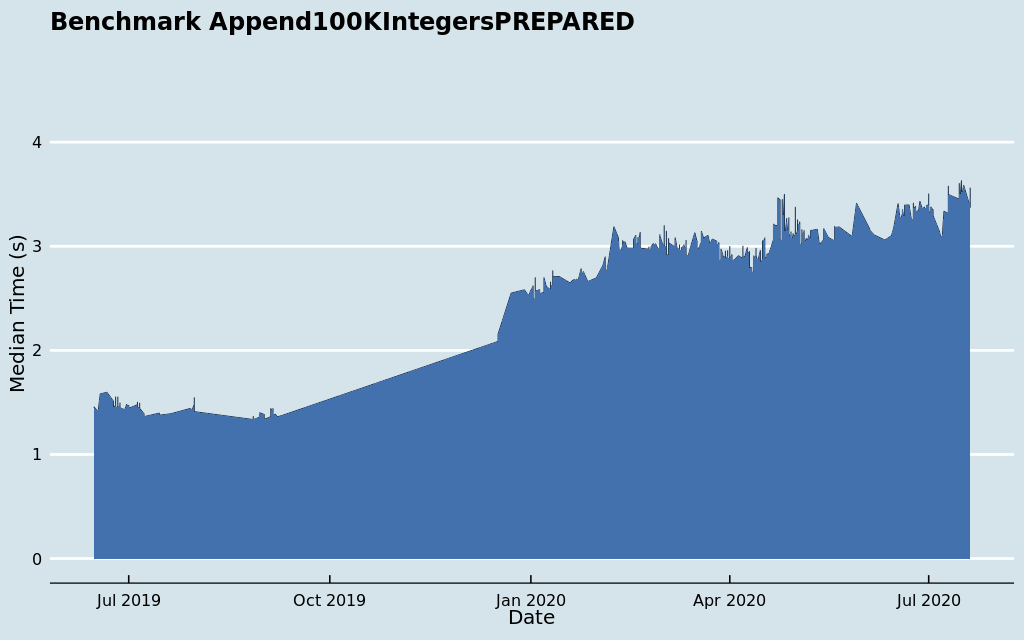 Benchmark Append100KIntegersPREPARED
Median Time (s)
4
3
2
1
0
Jul 2019
Oct 2019
Jan 2020
Apr 2020
Jul 2020
Date